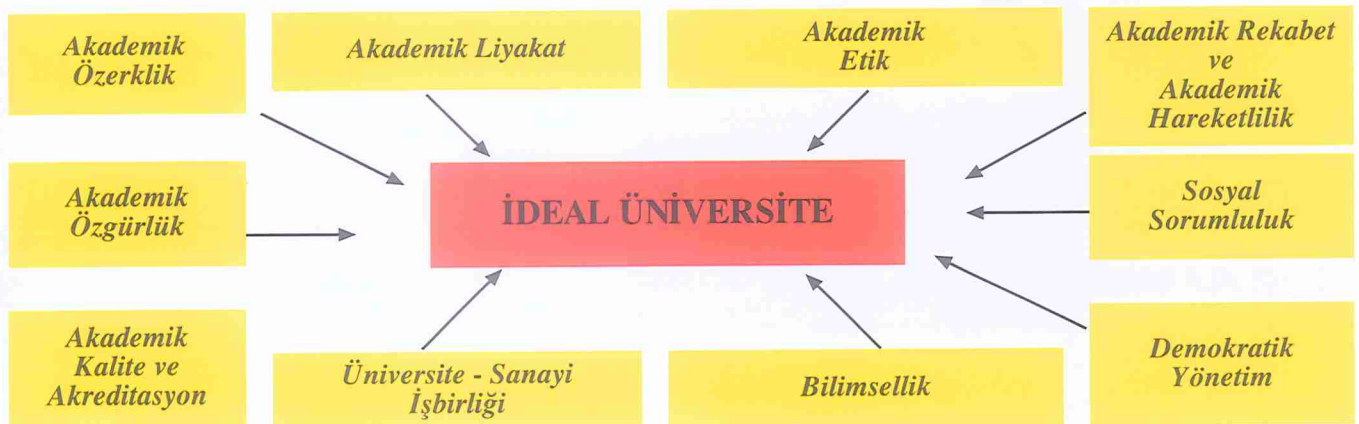 Akademik
Özerklik
Akademik Liyakat
Akademik
Etik
Akademik Rekabet
ve
Akademik
Hareketlilik
Akademik
Özgürlük
İDEAL ÜNİVERSİTE
Sosyal
Sorumluluk
Akademik
Kalite ve
Akreditasyon
Üniversite - Sanayi
İşbirliği
Bilimsellik
Demokratik
Yönetim